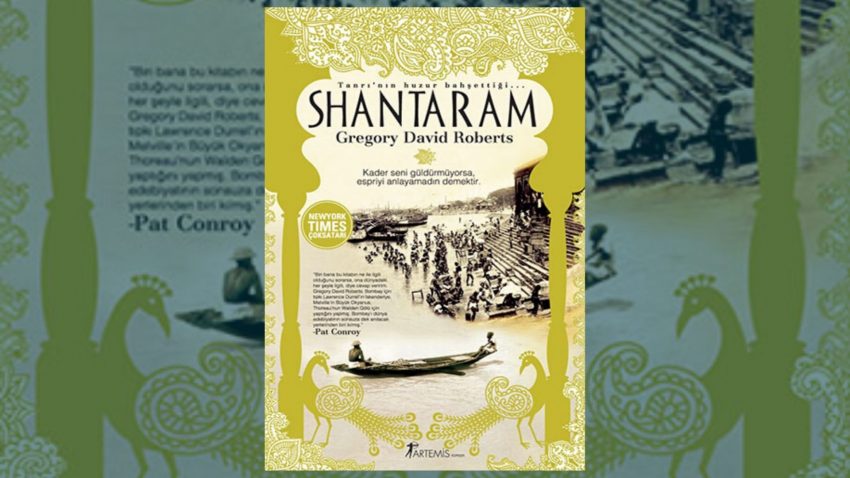 Tanrı'nın huzur bahşettiği...
SHANTARAM
Gregory David Roberts
Kader seni güldürmüyorsa,
espriyi anlayamadın demektir.
NEWYORK
TIMES
ÇOKSATARI
"Biri bana bu kitabın ne ile ilgili
olduğunu sorarsa, ona dünyadaki
her şeyle ilgili, diye cevap veririm.
Gregory David Roberts, Bombay için
tıpkı Lawrence Durrell'in İskenderiye,
Melville'in Büyük Okyanus,
Thoreau'nun Walden Gölü için
yaptığını yapmış. Bombay'ı dünya
edebiyatının sonsuza dek anılacak
yerlerinden biri kılmış."
-Pat Conroy
ARTEMİS
"Biri bana bu kitabın ne
olduğunu sorarsa, ona
her şeyle ilgili, diye cev
Gregory David Roberts
tıpkı Lawrence Durrell'in
Melville'in Büyük Okyan
Thoreau'nun Walden G
yaptığını yapmış. Bomb
edebiyatının sonsuza d
yerlerinden biri kılmış."
-Pat Conroy